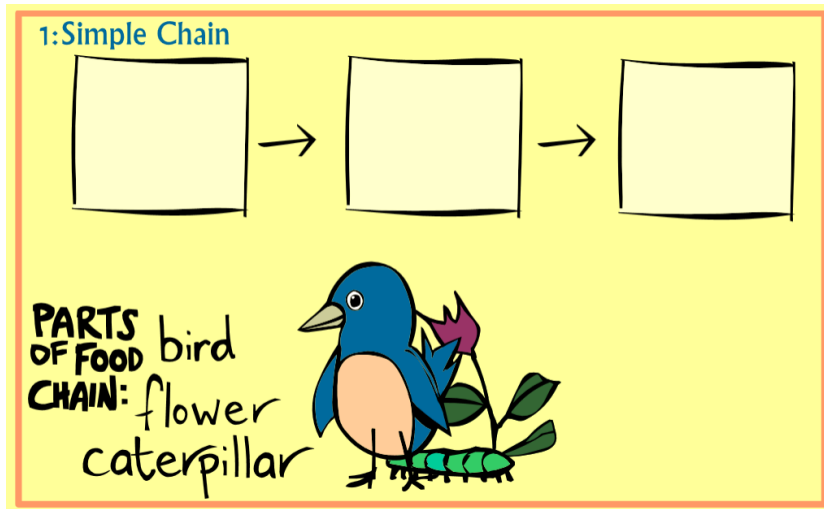 1:Simple Chain
PARTS
OF FOOD
CHAIN:
bird
flower
caterpillar